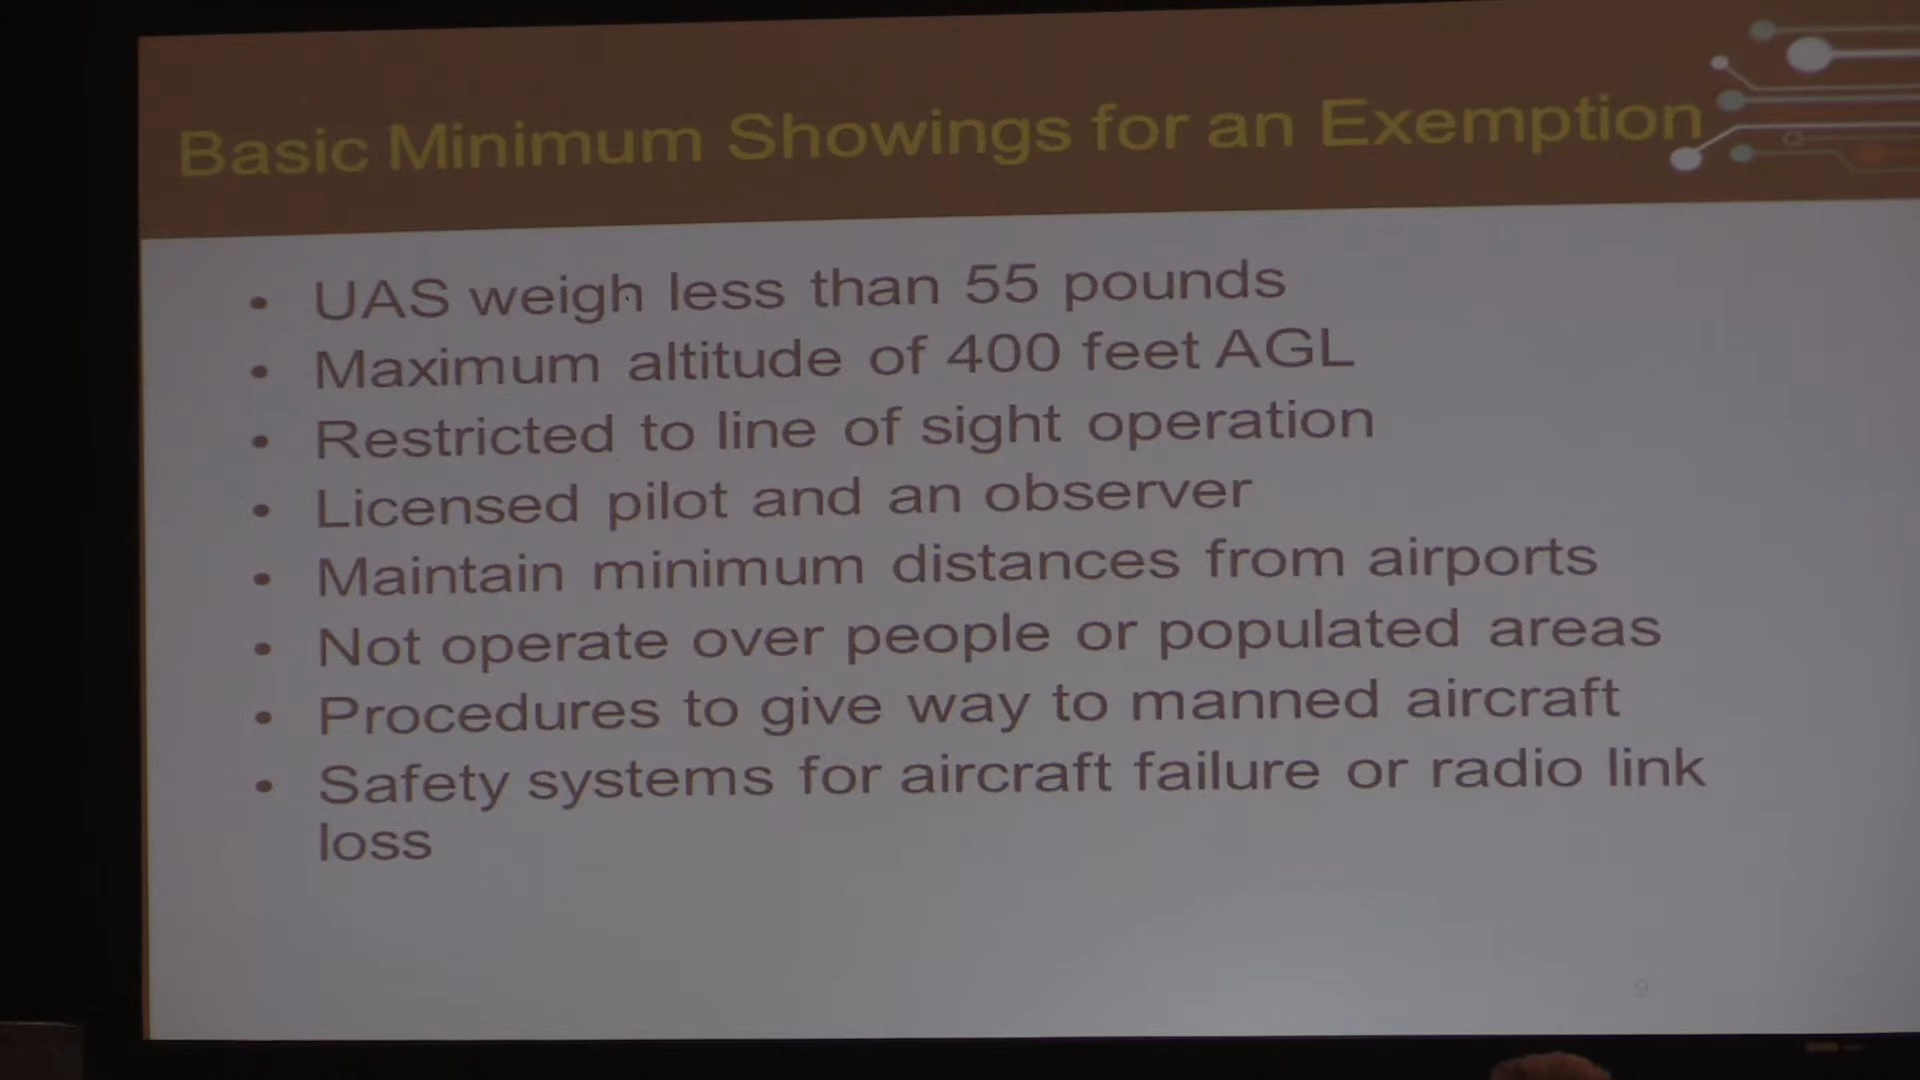 Basic Minimum Showings for an Exemption
• UAS weigh less than 55 pounds
• Maximum altitude of 400 feet AGL
• Restricted to line of sight operation
• Licensed pilot and an observer
• Maintain minimum distances from airports
• Not operate over people or populated areas
• Procedures to give way to manned aircraft
• Safety systems for aircraft failure or radio link
loss
9